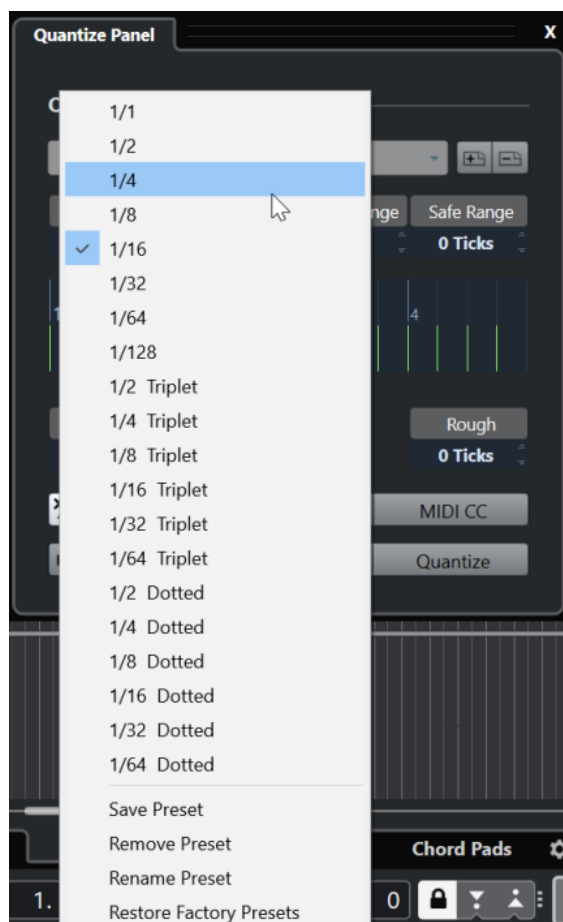 Quantize Panel
X
1/1
1/2
1/4
1/8
Safe Range
1/16
0 Ticks
1/32
1/64
4
1/128
1/2 Triplet
1/4 Triplet
Rough
1/8 Triplet
0 Ticks
1/16 Triplet
1/32 Triplet
MIDI CC
1/64 Triplet
Quantize
1/2 Dotted
1/4 Dotted
1/8 Dotted
1/16 Dotted
1/32 Dotted
1/64 Dotted
Save Preset
Remove Preset
Chord Pads
Rename Preset
1.
0
Restore Factory Presets